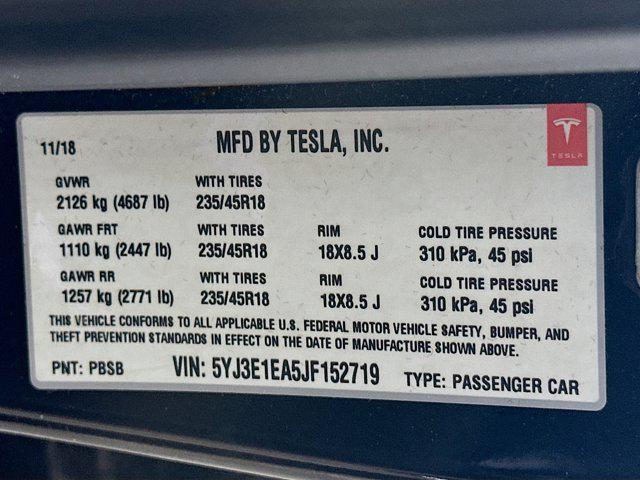 11/18 MFD BY TESLA, INC.
TESLA
GVWR WITH TIRES
2126 kg (4687 lb) 235/45R18
GAWR FRT WITH TIRES RIM COLD TIRE PRESSURE
1110 kg (2447 lb) 235/45R18 18X8.5 J 310 kPa, 45 psi
GAWR RR WITH TIRES RIM COLD TIRE PRESSURE
1257 kg (2771 lb) 235/45R18 18X8.5 J 310 kPa, 45 psi
THIS VEHICLE CONFORMS TO ALL APPLICABLE U.S. FEDERAL MOTOR VEHICLE SAFETY, BUMPER, AND
THEFT PREVENTION STANDARDS IN EFFECT ON THE DATE OF MANUFACTURE SHOWN ABOVE.
PNT: PBSB VIN: 5YJ3E1EA5JF152719 TYPE: PASSENGER CAR